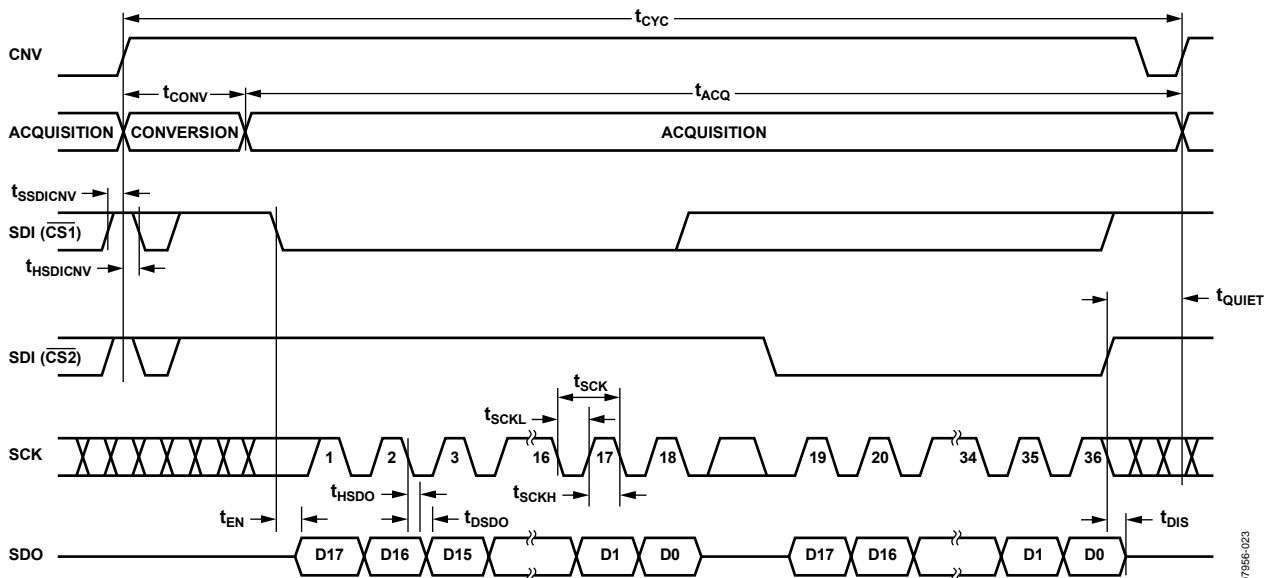 tCYC
CNV
tCONV
tACQ
ACQUISITION CONVERSION ACQUISITION
tSSDICNV
SDI (CS1)
tHSDICNV
tQUIET
SDI (CS2)
tSCK
tSCKL
SCK 1 2 3 16 17 18 19 20 34 35 36
tHSDO tSCKH
tEN tDSDO tDIS
SDO D17 D16 D15 D1 D0 D17 D16 D1 D0